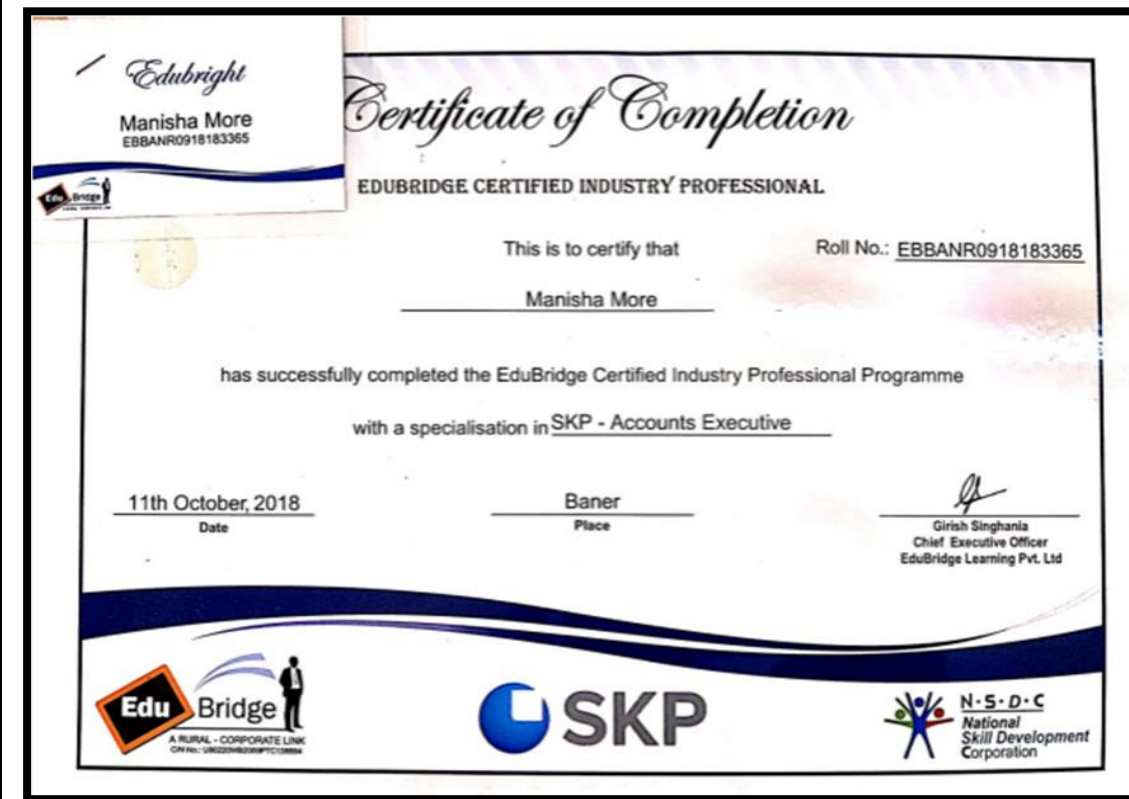 Edubright
Manisha More
EBBANR0918183365
Edu Bridge
Certificate of Completion
EDUBRIDGE CERTIFIED INDUSTRY PROFESSIONAL
This is to certify that
Roll No.: EBBANR0918183365
Manisha More
has successfully completed the EduBridge Certified Industry Professional Programme
with a specialisation in SKP - Accounts Executive
11th October, 2018
Date
Baner
Place
Girish Singhania
Chief Executive Officer
EduBridge Learning Pvt. Ltd
Edu Bridge
A RURAL - CORPORATE LINK
SKP
N·S·D·C
National
Skill Development
Corporation